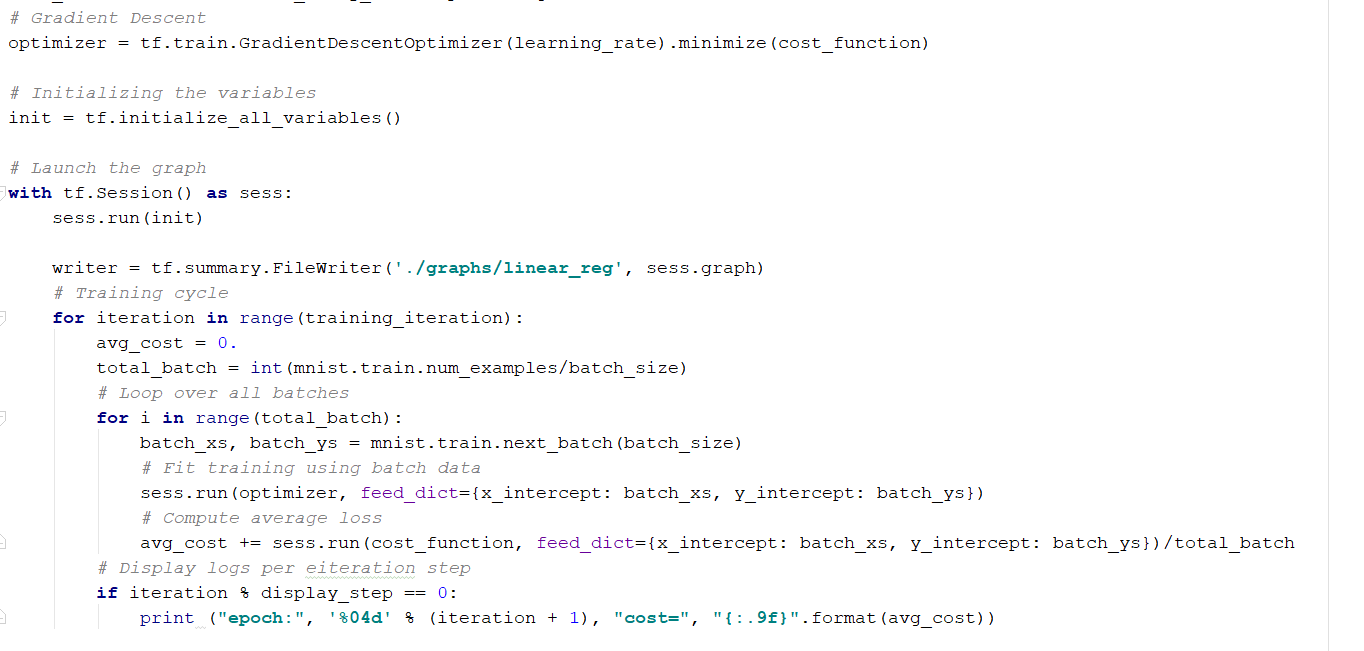 # Gradient Descent
optimizer = tf.train.GradientDescentOptimizer(learning_rate).minimize(cost_function)
# Initializing the variables
init = tf.initialize_all_variables()
# Launch the graph
with tf.Session() as sess:
    sess.run(init)
    writer = tf.summary.FileWriter('./graphs/linear_reg', sess.graph)
    # Training cycle
    for iteration in range(training_iteration):
        avg_cost = 0.
        total_batch = int(mnist.train.num_examples/batch_size)
        # Loop over all batches
        for i in range(total_batch):
            batch_xs, batch_ys = mnist.train.next_batch(batch_size)
            # Fit training using batch data
            sess.run(optimizer, feed_dict={x_intercept: batch_xs, y_intercept: batch_ys})
            # Compute average loss
            avg_cost += sess.run(cost_function, feed_dict={x_intercept: batch_xs, y_intercept: batch_ys})/total_batch
        # Display logs per eiteration step
        if iteration % display_step == 0:
            print ("epoch:", '%04d' % (iteration + 1), "cost=", "{:.9f}".format(avg_cost))